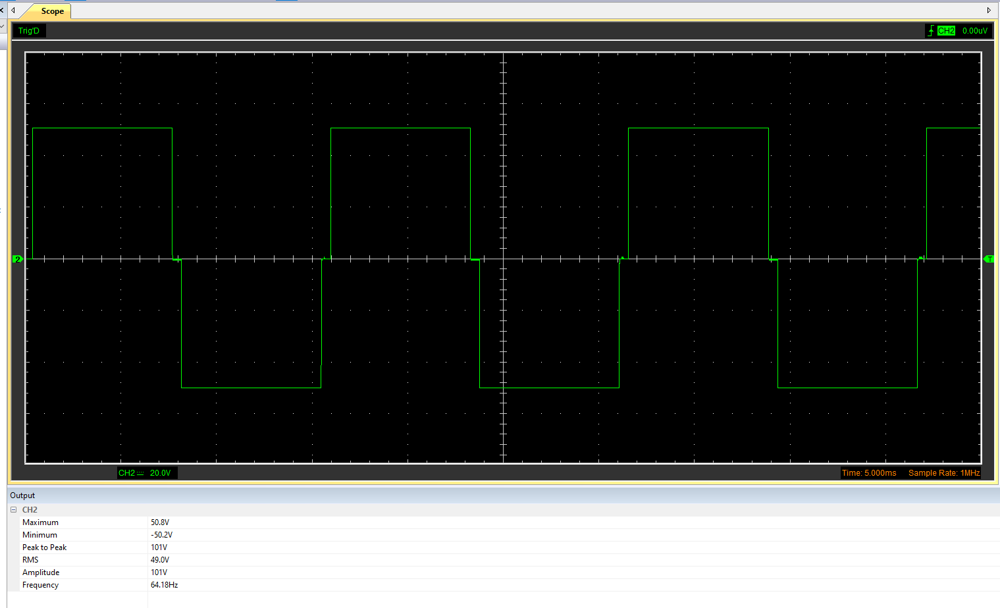 Scope
Trig'D
CH2 0.00uV
2
T
CH2 20.0V
Time: 5.000ms Sample Rate: 1MHz
Output
CH2
Maximum 50.8V
Minimum -50.2V
Peak to Peak 101V
RMS 49.0V
Amplitude 101V
Frequency 64.18Hz